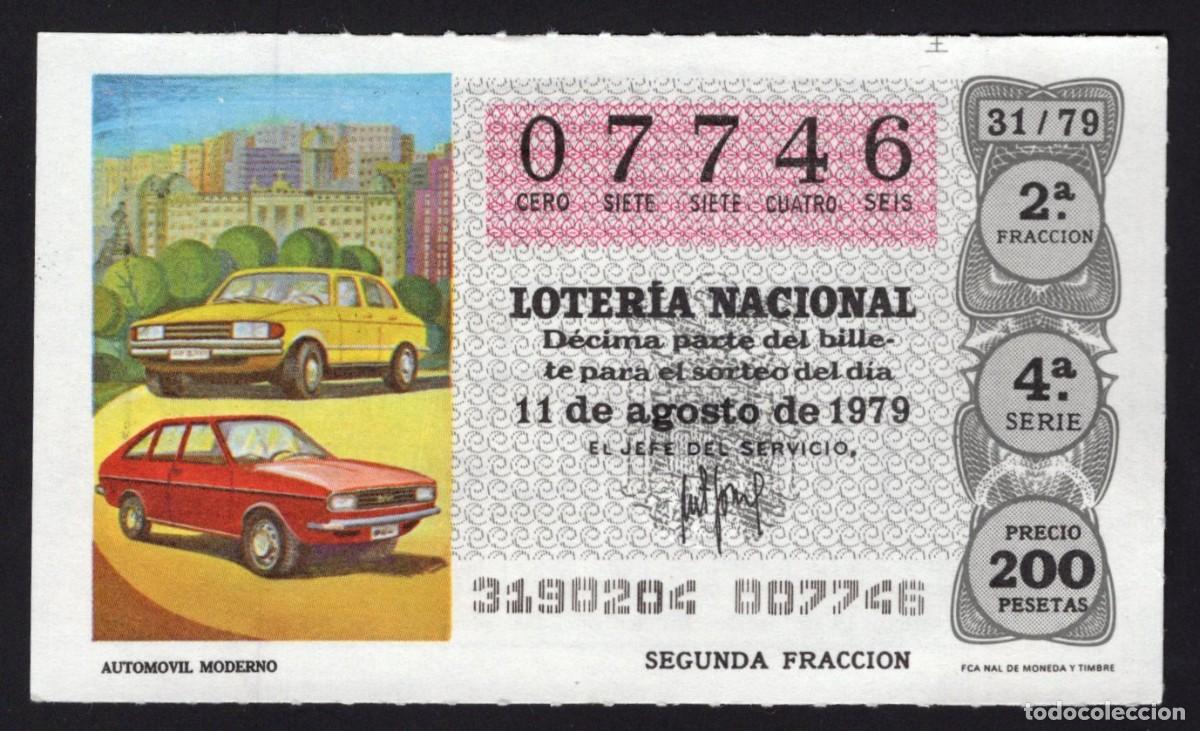 07746
CERO SIETE SIETE CUATRO SEIS
31/79
2ª.
FRACCION
LOTERÍA NACIONAL
Décima parte del bille-
te para el sorteo del día
11 de agosto de 1979
EL JEFE DEL SERVICIO,
4ª.
SERIE
PRECIO
200
PESETAS
3190204 007746
SEGUNDA FRACCION
AUTOMOVIL MODERNO
FCA NAL DE MONEDA Y TIMBRE
todocoleccion